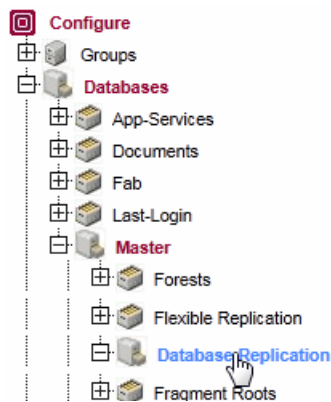 Configure
Groups
Databases
App-Services
Documents
Fab
Last-Login
Master
Forests
Flexible Replication
Database Replication
Fragment Roots